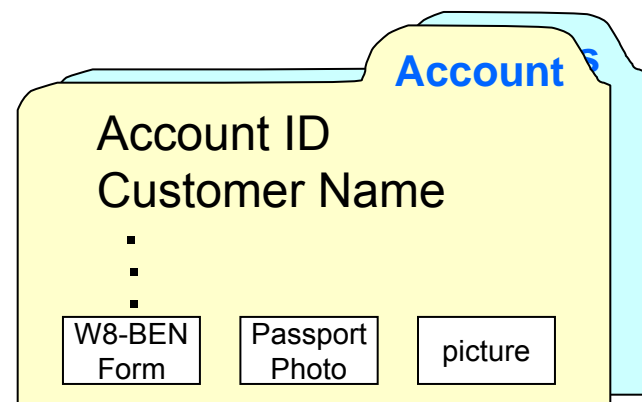 Account
Account ID
Customer Name
W8-BEN
Form
Passport
Photo
picture